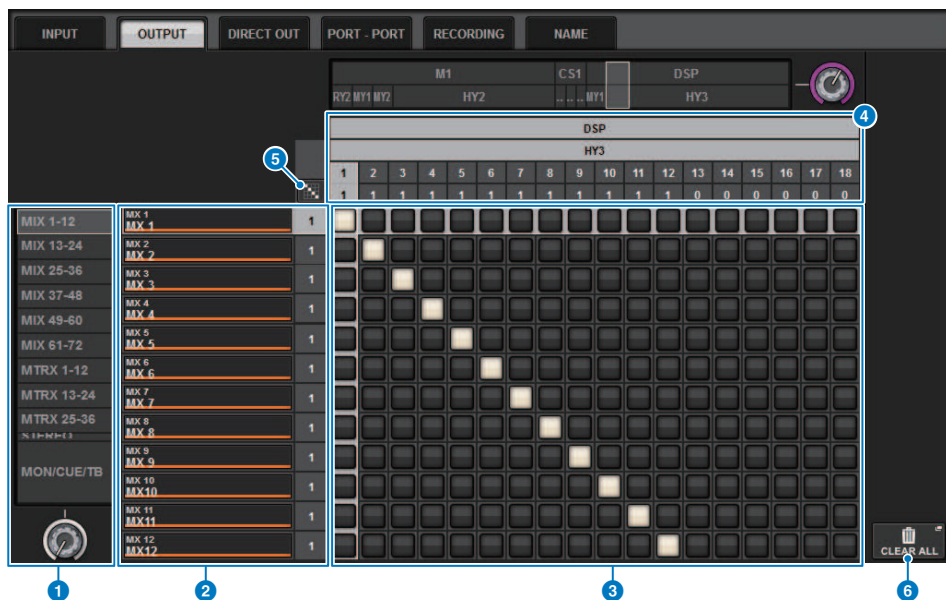 INPUT OUTPUT DIRECT OUT PORT - PORT RECORDING NAME
M1 CS1 DSP
RY2 MY1 MY2 HY2 .. .. .. MY1 HY3
4
DSP
HY3
5
1 2 3 4 5 6 7 8 9 10 11 12 13 14 15 16 17 18
1 1 1 1 1 1 1 1 1 1 1 1 0 0 0 0 0 0
MIX 1-12
MIX 13-24
MIX 25-36
MIX 37-48
MIX 49-60
MIX 61-72
MTRX 1-12
MTRX 13-24
MTRX 25-36
STEREO
MON/CUE/TB
MX 1
MX 1 1
MX 2
MX 2 1
MX 3
MX 3 1
MX 4
MX 4 1
MX 5
MX 5 1
MX 6
MX 6 1
MX 7
MX 7 1
MX 8
MX 8 1
MX 9
MX 9 1
MX 10
MX10 1
MX 11
MX11 1
MX 12
MX12 1
CLEAR ALL
1 2 3 6